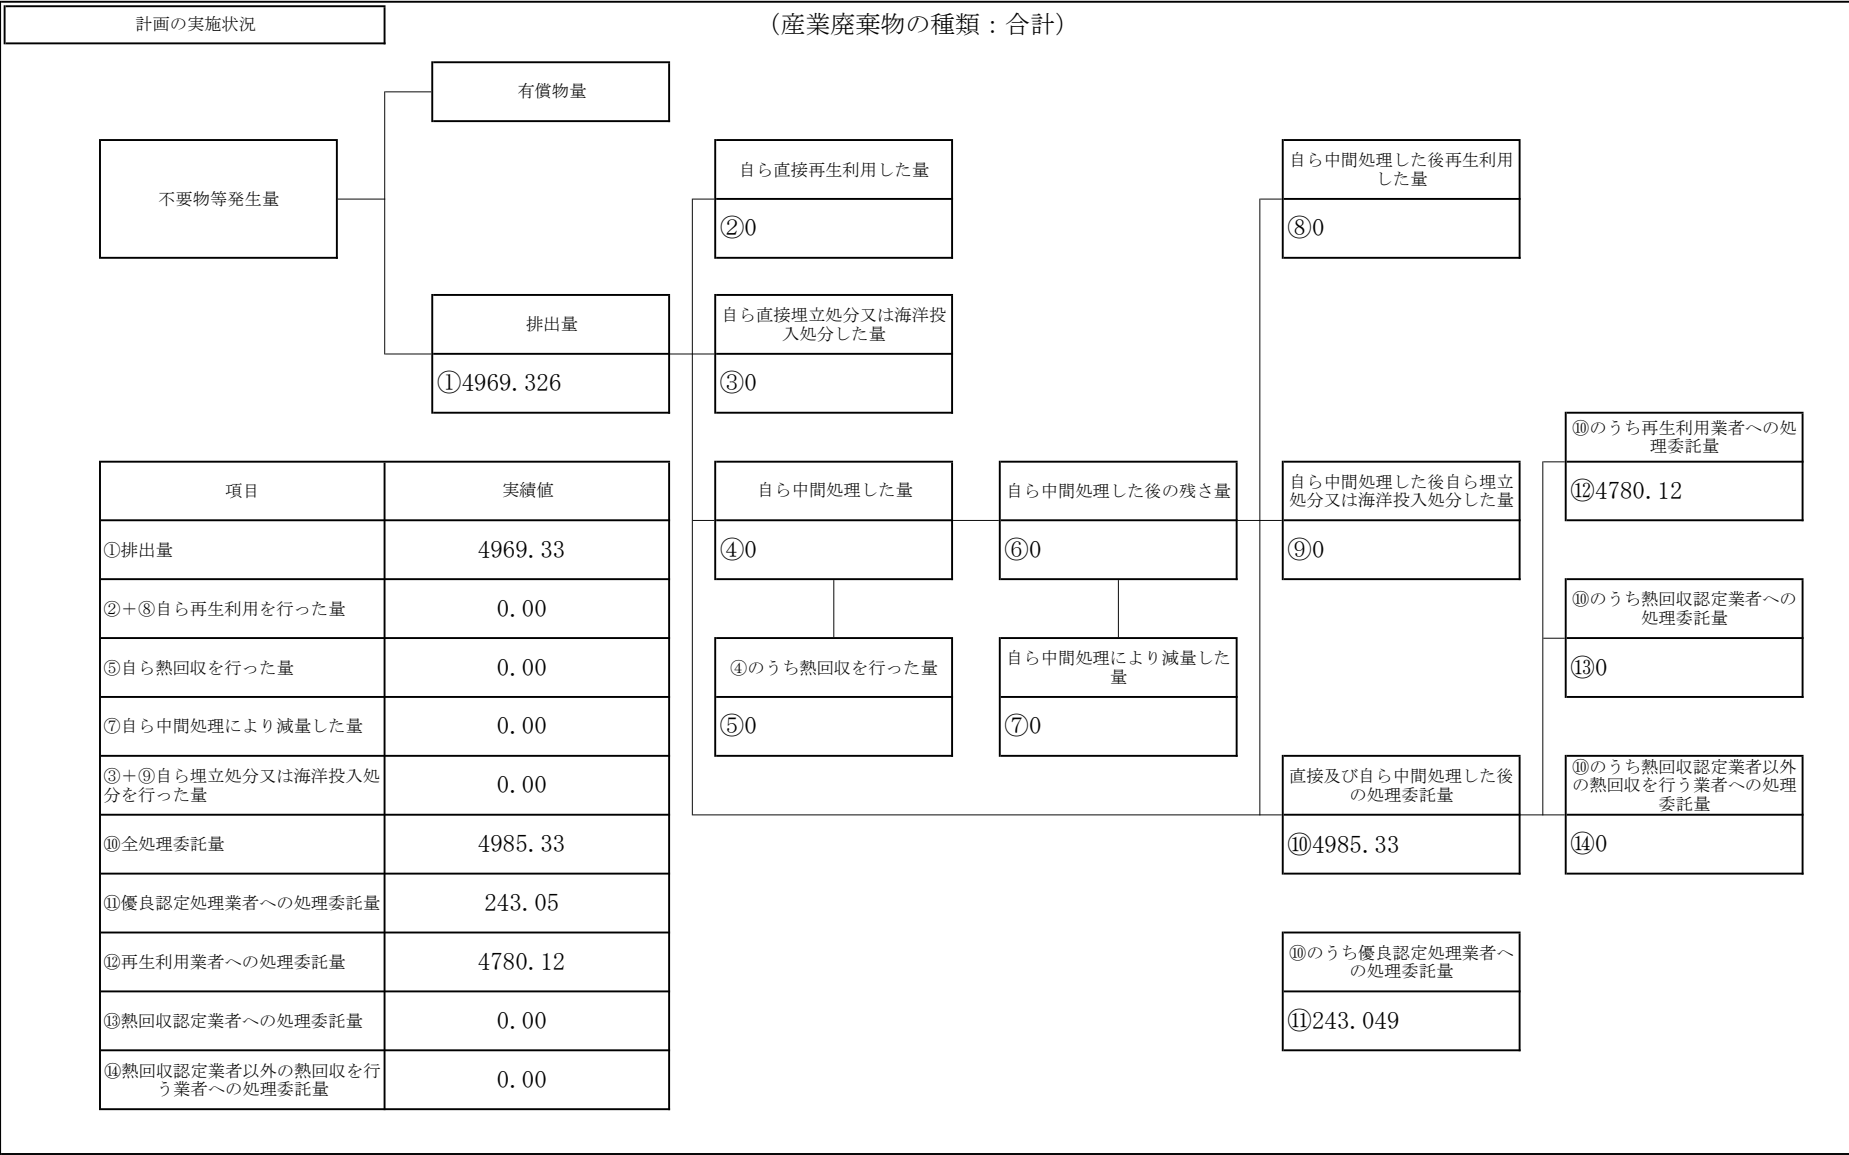 計画の実施状況
(産業廃棄物の種類：合計)
有償物量
不要物等発生量
自ら直接再生利用した量
②0
自ら中間処理した後再生利用
した量
⑧0
排出量
①4969.326
自ら直接埋立処分又は海洋投
入処分した量
③0
⑩のうち再生利用業者への処
理委託量
⑫4780.12
自ら中間処理した量
④0
自ら中間処理した後の残さ量
⑥0
自ら中間処理した後自ら埋立
処分又は海洋投入処分した量
⑨0
⑩のうち熱回収認定業者への
処理委託量
⑬0
④のうち熱回収を行った量
⑤0
自ら中間処理により減量した
量
⑦0
直接及び自ら中間処理した後
の処理委託量
⑩4985.33
⑩のうち熱回収認定業者以外
の熱回収を行う業者への処理
委託量
⑭0
⑩のうち優良認定処理業者へ
の処理委託量
⑪243.049
項目 実績値
①排出量 4969.33
②＋⑧自ら再生利用を行った量 0.00
⑤自ら熱回収を行った量 0.00
⑦自ら中間処理により減量した量 0.00
③＋⑨自ら埋立処分又は海洋投入処
分を行った量 0.00
⑩全処理委託量 4985.33
⑪優良認定処理業者への処理委託量 243.05
⑫再生利用業者への処理委託量 4780.12
⑬熱回収認定業者への処理委託量 0.00
⑭熱回収認定業者以外の熱回収を行
う業者への処理委託量 0.00